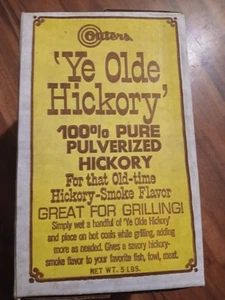 Outers
'Ye Olde
Hickory'
100% PURE
PULVERIZED
HICKORY
For that Old-time
Hickory-Smoke Flavor
GREAT FOR GRILLING!
Simply wet a handful of 'Ye Olde Hickory'
and place on hot coals while grilling, adding
more as needed. Gives a savory hickory-
smoke flavor to your favorite fish, fowl, meat.
NET WT. 5 LBS.